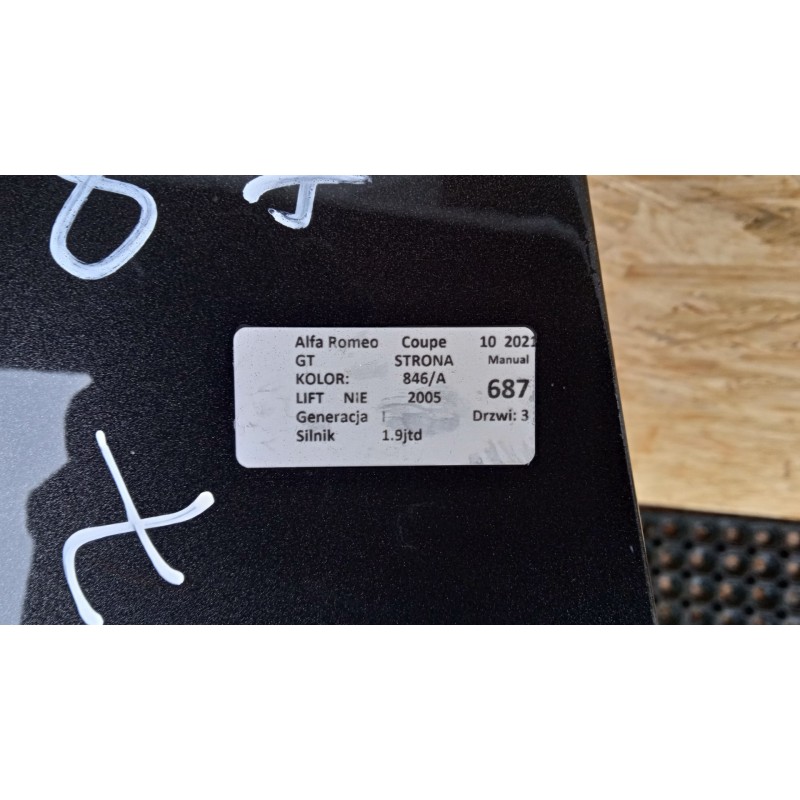 Alfa Romeo Coupe 10 2021
GT STRONA Manual
KOLOR: 846/A
687
LIFT NIE 2005
Generacja I Drzwi: 3
Silnik 1.9jtd